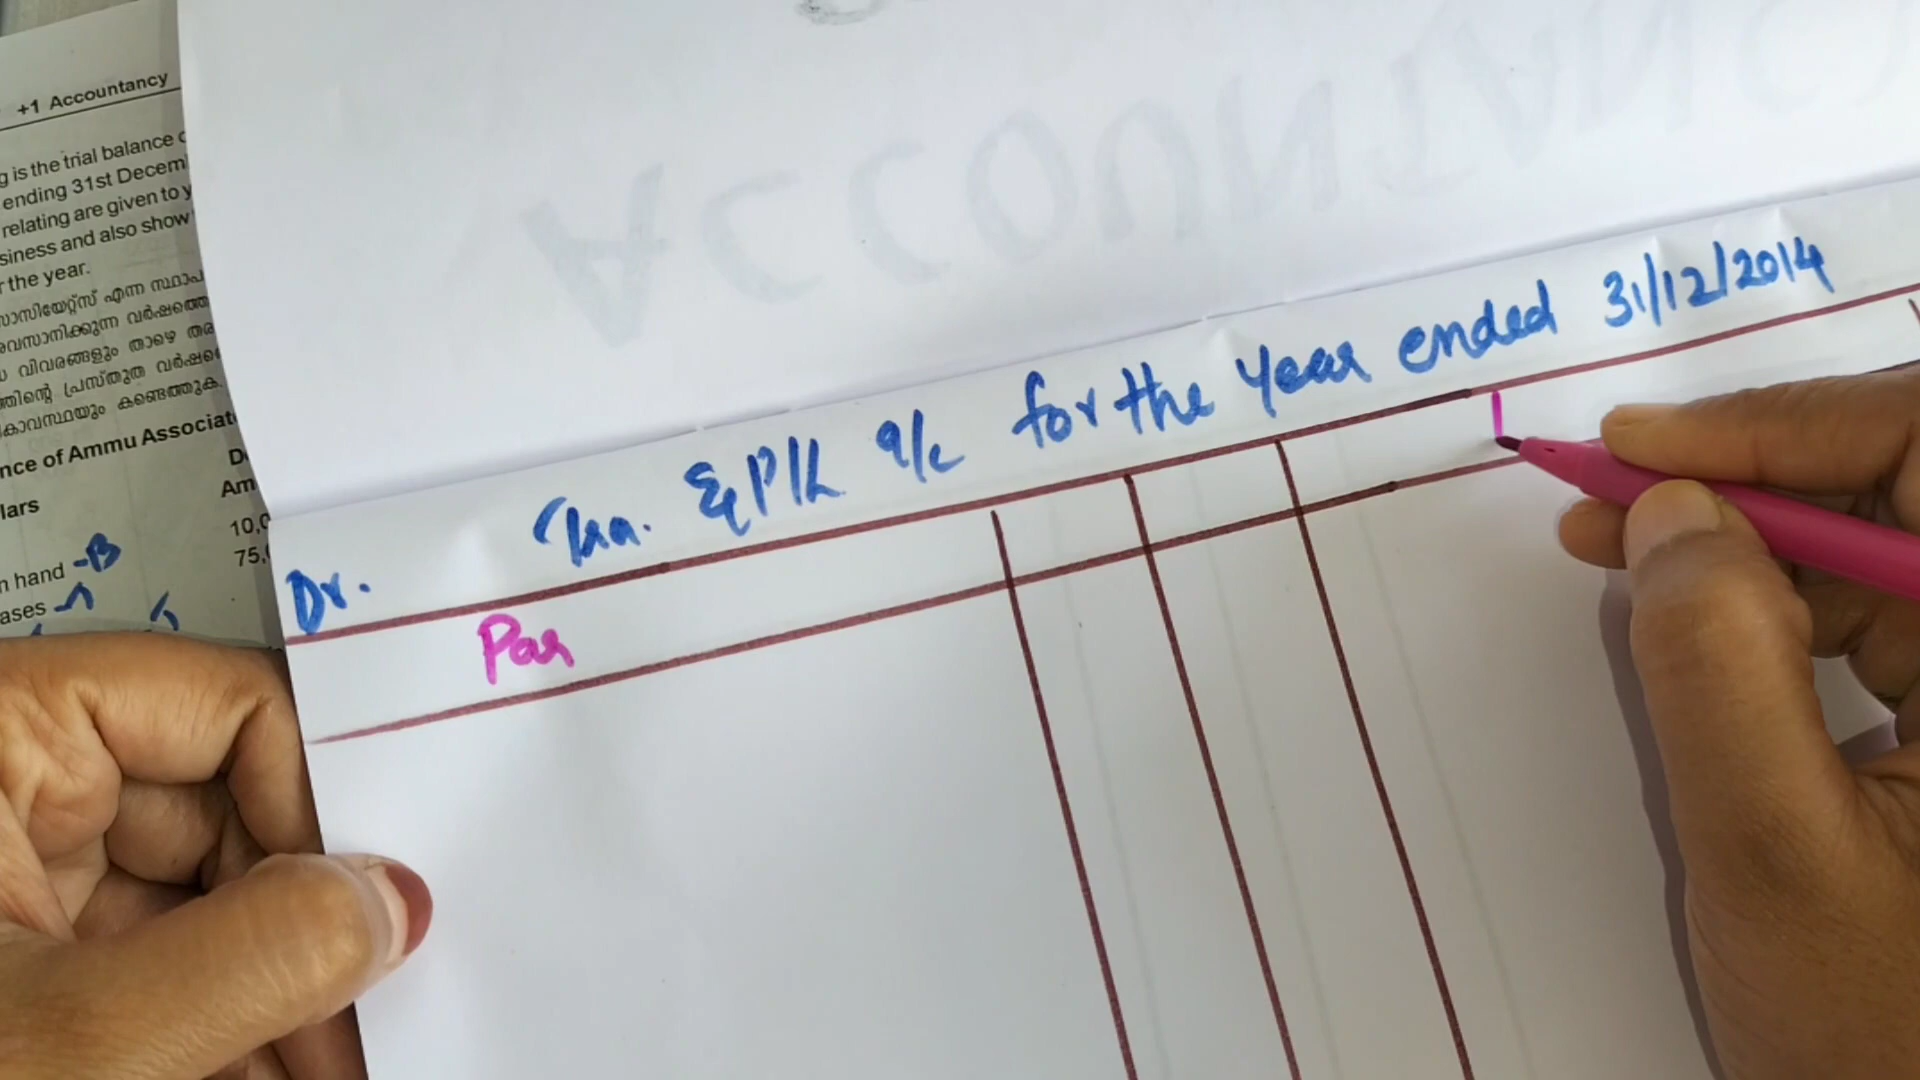 ACCOUNTANCY
+1 Accountancy
is the trial balance
ending 31st Decem
relating are given to y
siness and also show
the year.
സോസിയേറ്റ്സ് എന്ന സ്ഥാപ
വസാനിക്കുന്ന വർഷത്തെ
വിവരങ്ങളും താഴെ തര
ത്തിന്റെ പ്രസ്തുത വർഷ
കാവസ്ഥയും കണ്ടെത്തുക.
nce of Ammu Associat
D
lars Am
10,0
n hand -B 75,
ases -
Dr. Tra. & P/L a/c for the Year ended 31/12/2014
Par